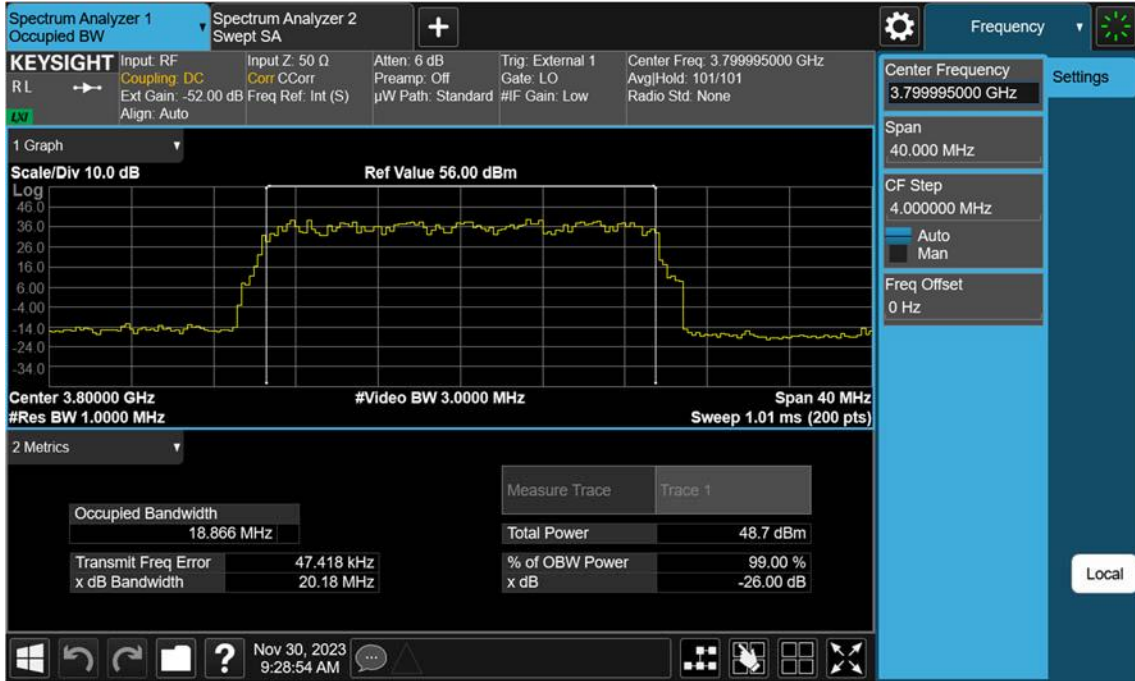 Spectrum Analyzer 1
Occupied BW
Spectrum Analyzer 2
Swept SA
Frequency
KEYSIGHT
R L
LXI
Input: RF
Coupling: DC
Ext Gain: -52.00 dB
Align: Auto
Input Z: 50 Ω
Corr CCorr
Freq Ref: Int (S)
Atten: 6 dB
Preamp: Off
µW Path: Standard
Trig: External 1
Gate: LO
#IF Gain: Low
Center Freq: 3.799995000 GHz
Avg|Hold: 101/101
Radio Std: None
1 Graph
Scale/Div 10.0 dB
Ref Value 56.00 dBm
Log
46.0
36.0
26.0
16.0
6.00
-4.00
-14.0
-24.0
-34.0
Center 3.80000 GHz
#Video BW 3.0000 MHz
Span 40 MHz
#Res BW 1.0000 MHz
Sweep 1.01 ms (200 pts)
2 Metrics
Measure Trace
Trace 1
Occupied Bandwidth
18.866 MHz
Total Power
48.7 dBm
Transmit Freq Error
47.418 kHz
% of OBW Power
99.00 %
x dB Bandwidth
20.18 MHz
x dB
-26.00 dB
Nov 30, 2023
9:28:54 AM
Center Frequency
3.799995000 GHz
Settings
Span
40.000 MHz
CF Step
4.000000 MHz
Auto
Man
Freq Offset
0 Hz
Local